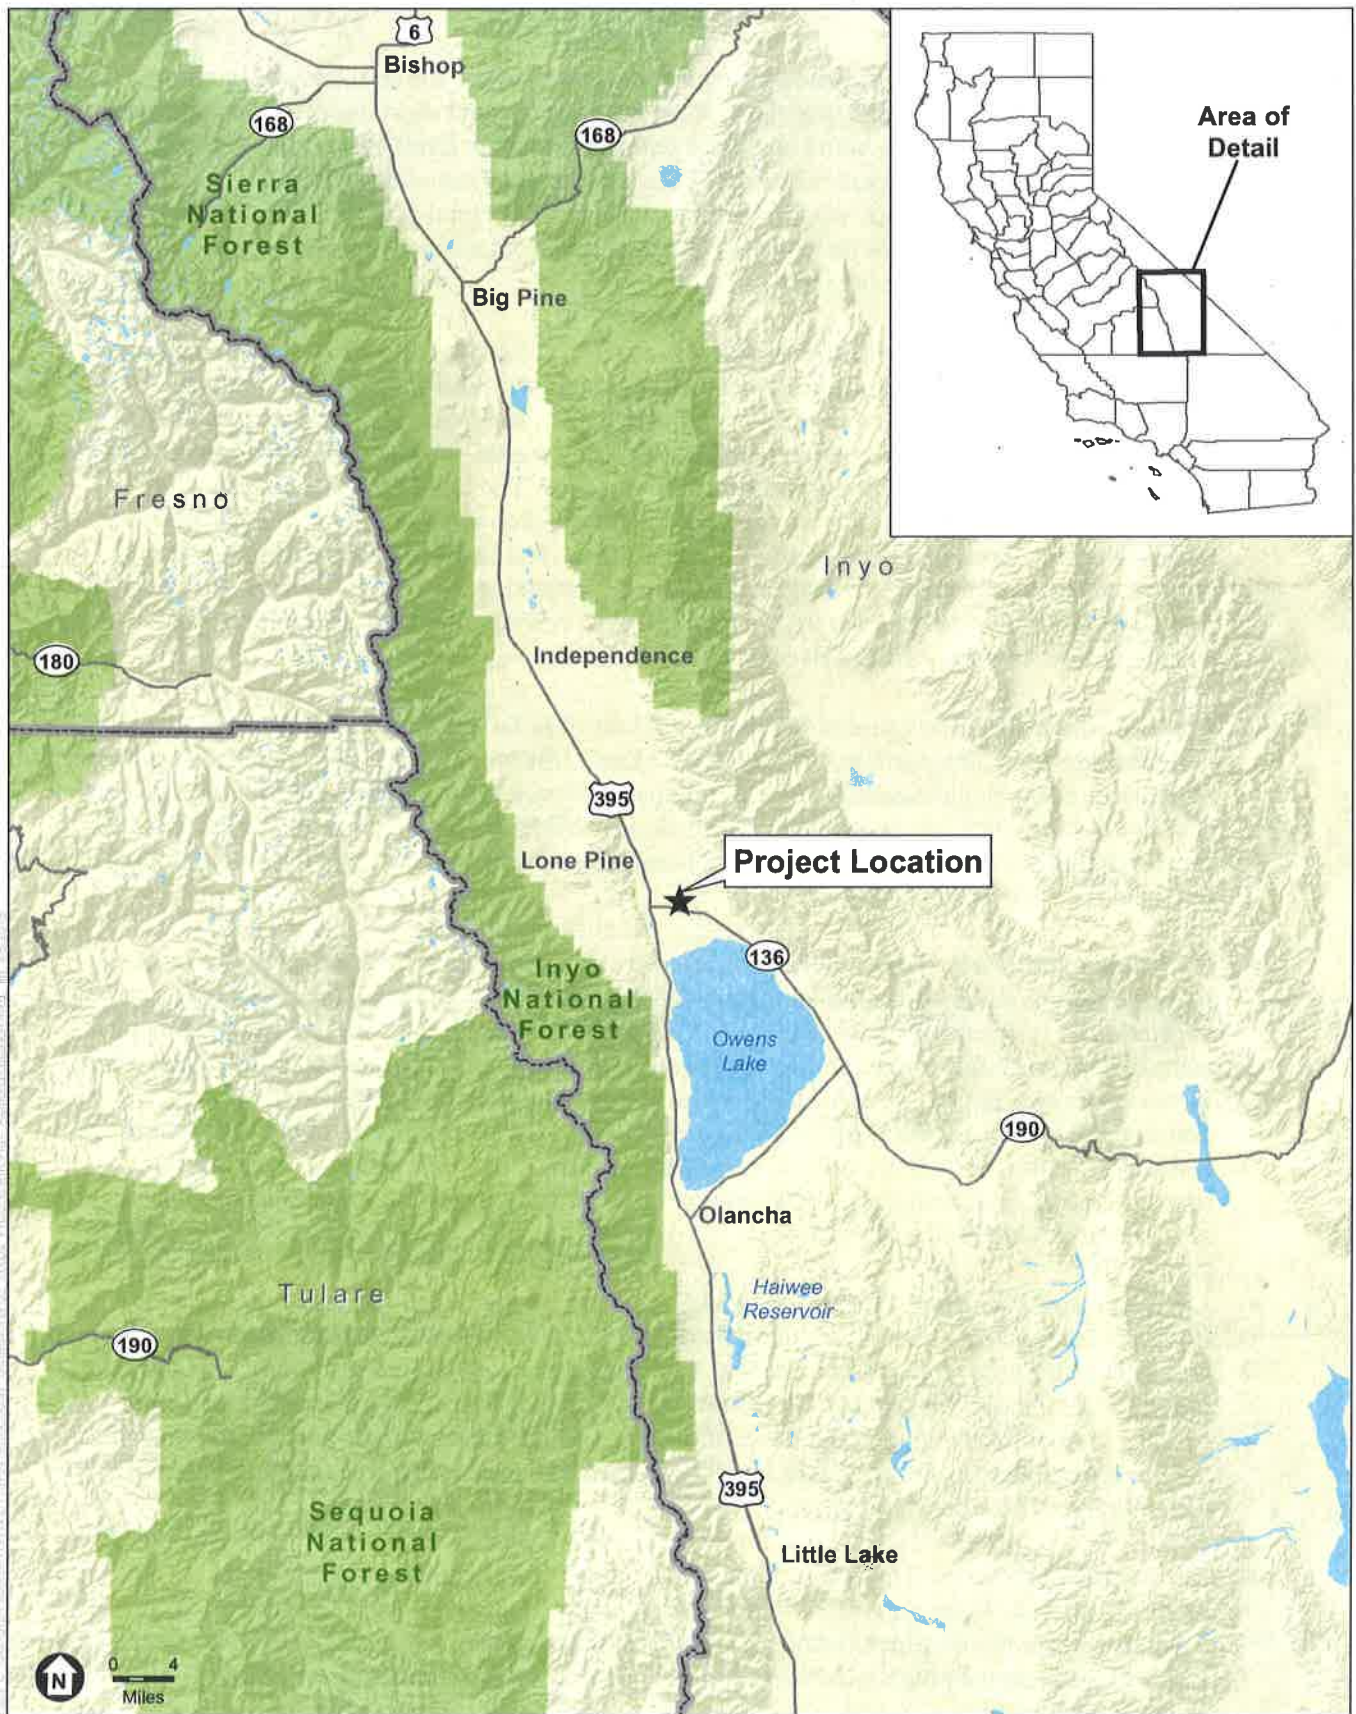 6
Bishop
168
168
Area of
Detail
Sierra
National
Forest
Big Pine
Fresno
Inyo
Independence
180
395
Lone Pine
Project Location
136
Inyo
National
Forest
Owens
Lake
190
Olancha
Tulare
Haiwee
Reservoir
190
395
Sequoia
National
Forest
Little Lake
N
0 4
Miles